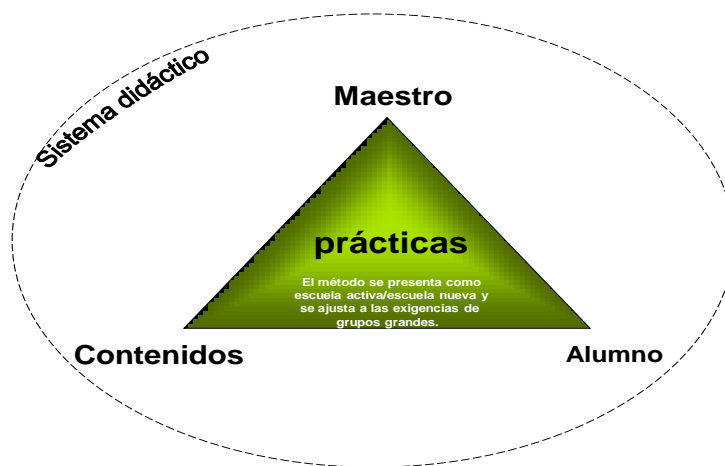 Sistema didáctico
Maestro
prácticas
El método se presenta como
escuela activa/escuela nueva y
se ajusta a las exigencias de
grupos grandes.
Contenidos
Alumno